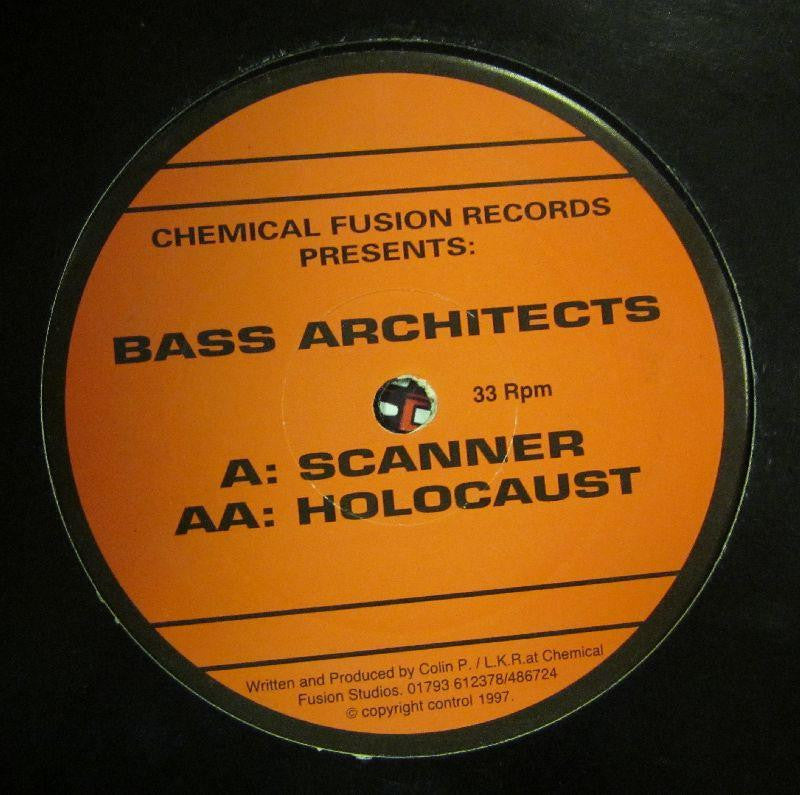 CHEMICAL FUSION RECORDS
PRESENTS:
BASS ARCHITECTS
33 Rpm
A: SCANNER
AA: HOLOCAUST
Written and Produced by Colin P. / L.K.R.at Chemical
Fusion Studios. 01793 612378/486724
© copyright control 1997.